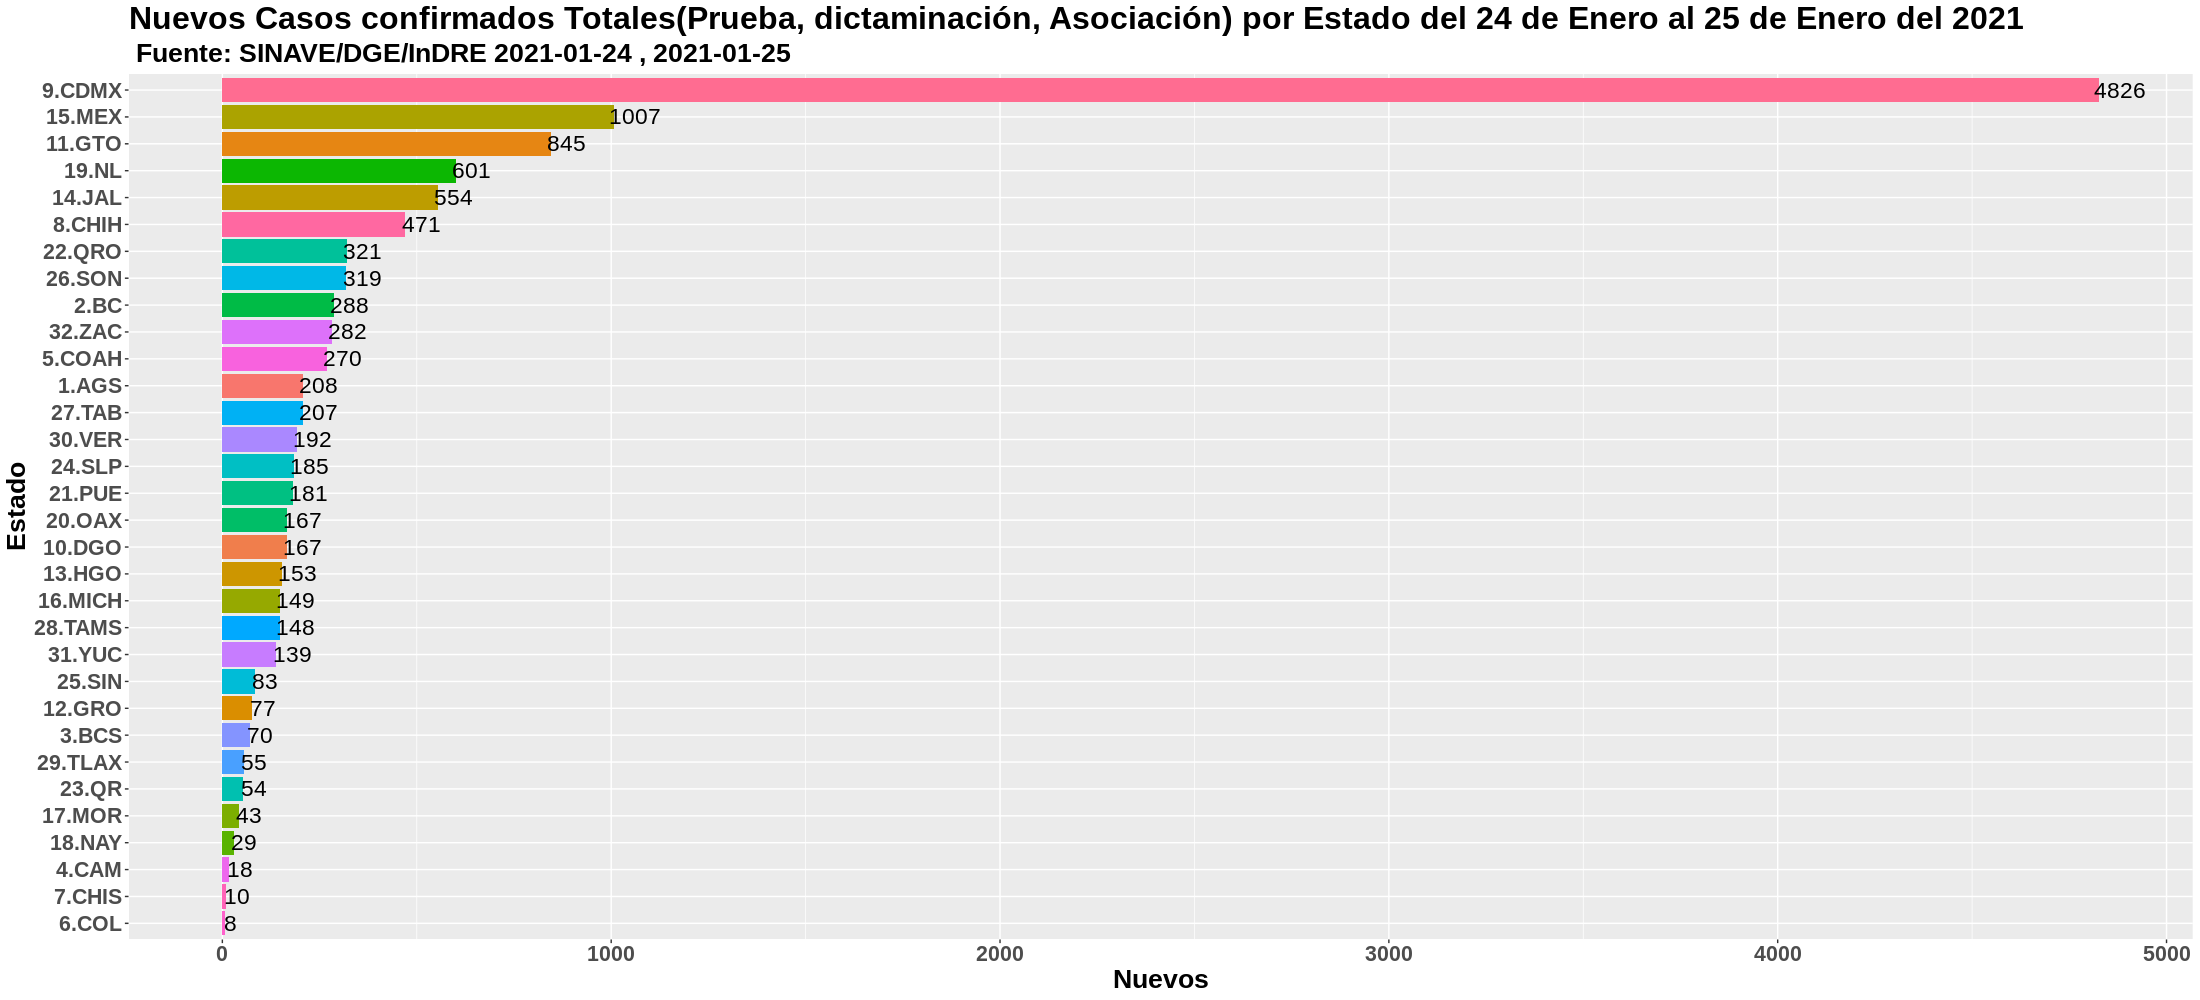 Nuevos Casos confirmados Totales(Prueba, dictaminación, Asociación) por Estado del 24 de Enero al 25 de Enero del 2021
Fuente: SINAVE/DGE/InDRE 2021-01-24 , 2021-01-25
9.CDMX 4826
15.MEX 1007
11.GTO 845
19.NL 601
14.JAL 554
8.CHIH 471
22.QRO 321
26.SON 319
2.BC 288
32.ZAC 282
5.COAH 270
1.AGS 208
27.TAB 207
30.VER 192
24.SLP 185
21.PUE 181
20.OAX 167
10.DGO 167
13.HGO 153
16.MICH 149
28.TAMS 148
31.YUC 139
25.SIN 83
12.GRO 77
3.BCS 70
29.TLAX 55
23.QR 54
17.MOR 43
18.NAY 29
4.CAM 18
7.CHIS 10
6.COL 8
Estado
0 1000 2000 3000 4000 5000
Nuevos